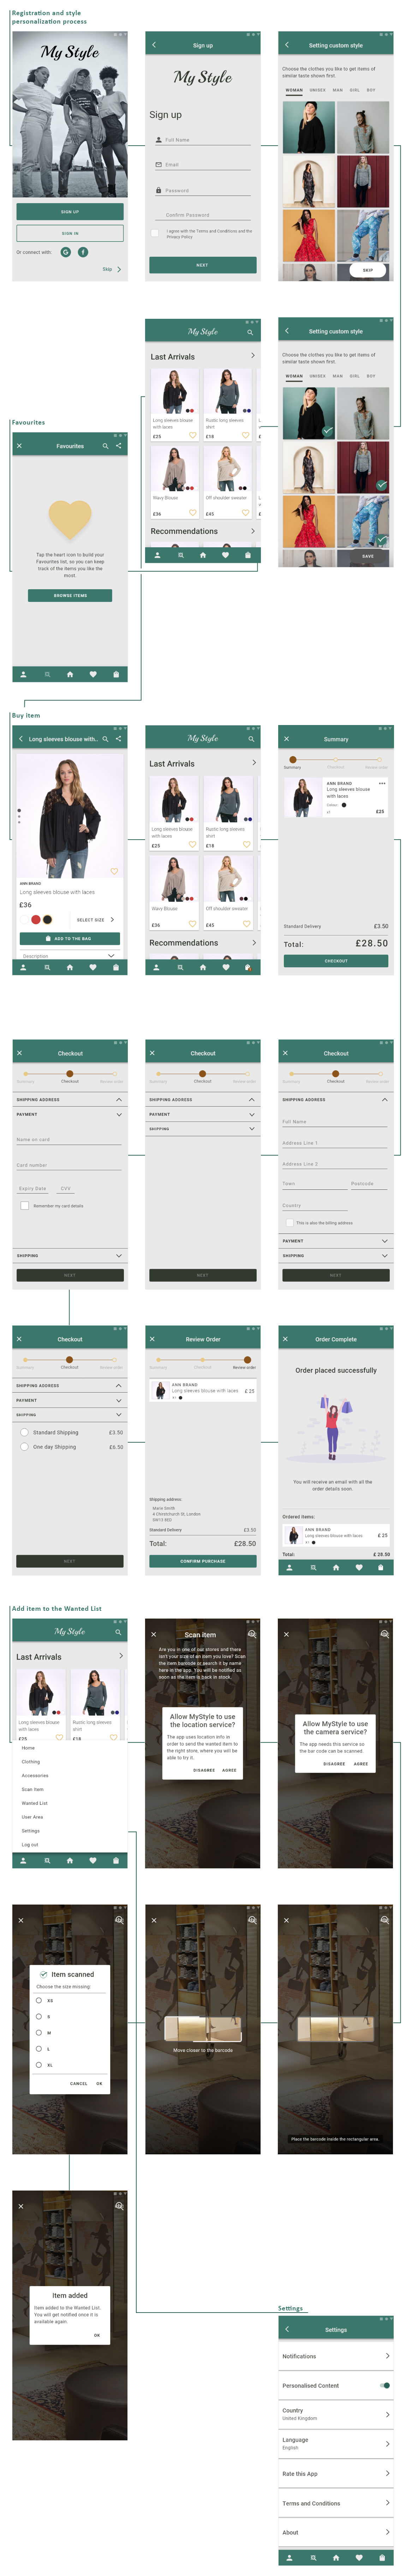 Registration and style
personalization process
My Style
SIGN UP
SIGN IN
Or connect with:
G f
Skip
Sign up
My Style
Sign up
Full Name
Email
Password
Confirm Password
I agree with the Terms and Conditions and the
Privacy Policy
NEXT
Setting custom style
Choose the clothes you like to get items of
similar taste shown first.
WOMAN UNISEX MAN GIRL BOY
SKIP
My Style
Last Arrivals
Long sleeves blouse
with laces
£25
Rustic long sleeves
shirt
£18
L
£
Wavy Blouse
£36
Off shoulder sweater
£45
L
£
Recommendations
Setting custom style
Choose the clothes you like to get items of
similar taste shown first.
WOMAN UNISEX MAN GIRL BOY
SAVE
Favourites
Favourites
Tap the heart icon to build your
Favourites list, so you can keep
track of the items you like the
most.
BROWSE ITEMS
Buy item
Long sleeves blouse with..
ANN BRAND
Long sleeves blouse with laces
£36
SELECT SIZE
ADD TO THE BAG
Description
My Style
Last Arrivals
Long sleeves blouse
with laces
£25
Rustic long sleeves
shirt
£18
L
£
Wavy Blouse
£36
Off shoulder sweater
£45
L
£
Recommendations
Summary
Summary Checkout Review order
ANN BRAND
Long sleeves blouse
with laces
Colour:
£25
Standard Delivery £3.50
Total: £28.50
CHECKOUT
Checkout
Summary Checkout Review order
SHIPPING ADDRESS
PAYMENT
Name on card
Card number
Expiry Date CVV
Remember my card details
SHIPPING
NEXT
Checkout
Summary Checkout Review order
SHIPPING ADDRESS
PAYMENT
SHIPPING
NEXT
Checkout
Summary Checkout Review order
SHIPPING ADDRESS
Full Name
Address Line 1
Address Line 2
Town Postcode
Country
This is also the billing address
PAYMENT
SHIPPING
NEXT
Checkout
Summary Checkout Review order
SHIPPING ADDRESS
PAYMENT
SHIPPING
Standard Shipping £3.50
One day Shipping £6.50
NEXT
Review Order
Summary Checkout Review order
ANN BRAND
Long sleeves blouse with laces £ 25
Shipping address:
Marie Smith
4 Christchurch St, London
Standard Delivery £3.50
Total: £28.50
CONFIRM PURCHASE
Order Complete
Order placed successfully
You will receive an email with all the
order details soon.
Ordered Items:
ANN BRAND
Long sleeves blouse with laces £ 25
Total: £ 28.50
Add item to the Wanted List
My Style
Last Arrivals
Long sleeves blouse
with laces
£25
Rustic long sleeves
shirt
£18
Home
Clothing
Accessories
Scan item
Wanted List
User Area
Settings
Log out
Scan item
Are you in one of our stores and there
isn't your size of an item you love? Scan
the item barcode or search it by name
here in the app. You will be notified as
soon as the item is back in stock.
Allow MyStyle to use
the location service?
The app uses location info in
order to send the wanted item to
the right store, where you will be
able to try it.
DISAGREE AGREE
Allow MyStyle to use
the camera service?
The app needs this service so
the bar code can be scanned.
DISAGREE AGREE
Item scanned
Choose the size missing:
XS
S
M
L
XL
CANCEL OK
Move closer to the barcode
Place the barcode inside the rectangular area.
Item added
Item added to the Wanted List.
You will get notified once it is
available again.
OK
Settings
Settings
Notifications
Personalised Content
Country
United Kingdom
Language
English
Rate this App
Terms and Conditions
About